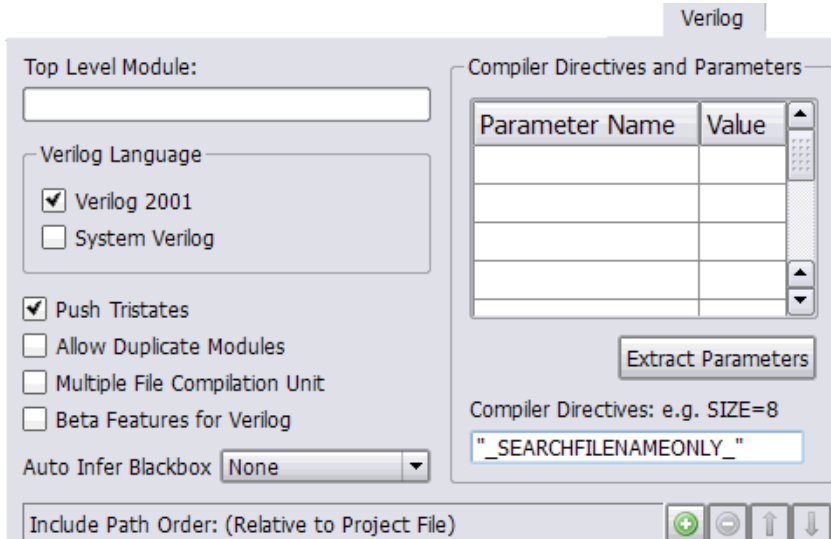 Verilog
Top Level Module:
Verilog Language
Verilog 2001
System Verilog
Push Tristates
Allow Duplicate Modules
Multiple File Compilation Unit
Beta Features for Verilog
Auto Infer Blackbox None
Compiler Directives and Parameters
Parameter Name Value
Extract Parameters
Compiler Directives: e.g. SIZE=8
"_SEARCHFILENAMEONLY_"
Include Path Order: (Relative to Project File)